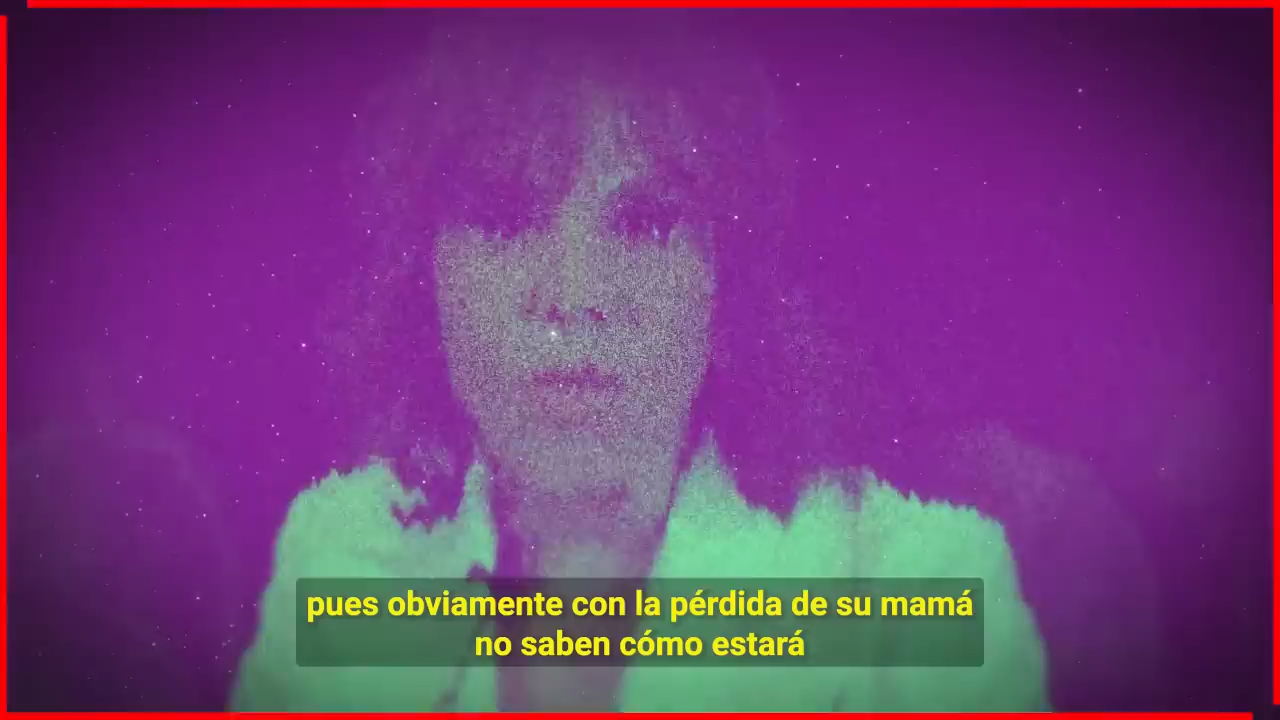 pues obviamente con la pérdida de su mamá
no saben cómo estará